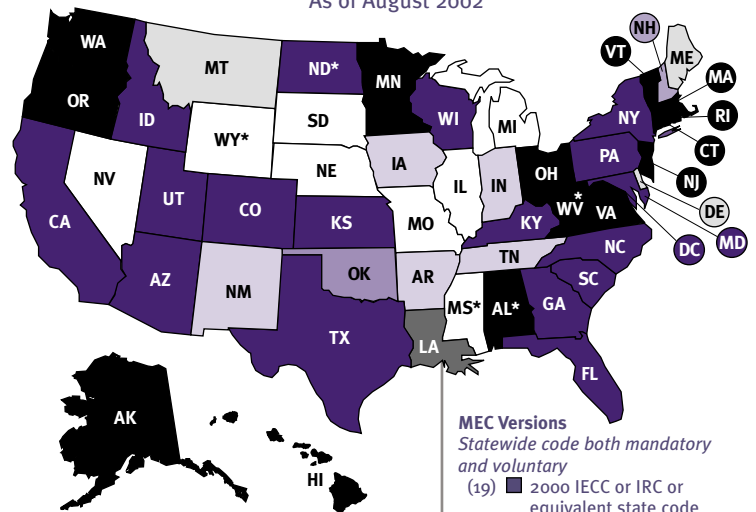 As of August 2002
WA
OR
ID
MT
ND*
MN
WY*
SD
WI
MI
NV
UT
CO
NE
IA
IL
IN
OH
WV*
VA
CA
AZ
NM
KS
MO
KY
OK
AR
TN
TX
LA
MS*
AL*
GA
SC
NC
FL
VT
NH
ME
MA
RI
CT
NY
PA
NJ
DE
MD
DC
AK
HI
MEC Versions
Statewide code both mandatory
and voluntary
(19) 2000 IECC or IRC or
equivalent state code